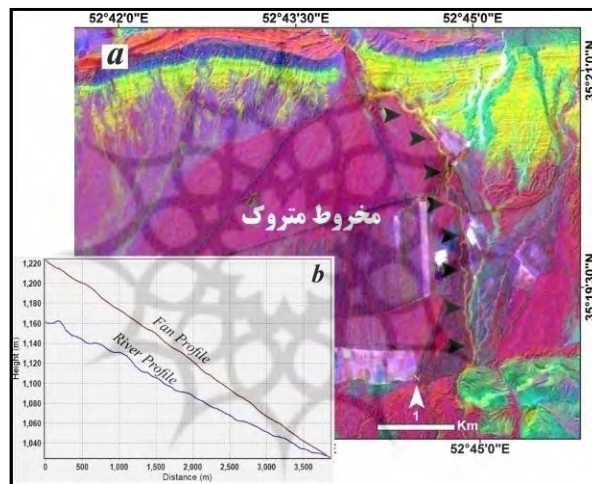 52°42'0"E 52°43'30"E 52°45'0"E
a
35°21'0"N
مخروط متروک
35°19'30"N
b
1,220
1,200
1,180
1,160
1,140
1,120
1,100
1,080
1,060
1,040
Height (m)
Fan Profile
River Profile
0 500 1,000 1,500 2,000 2,500 3,000 3,500
Distance (m)
N
1
Km
52°45'0"E